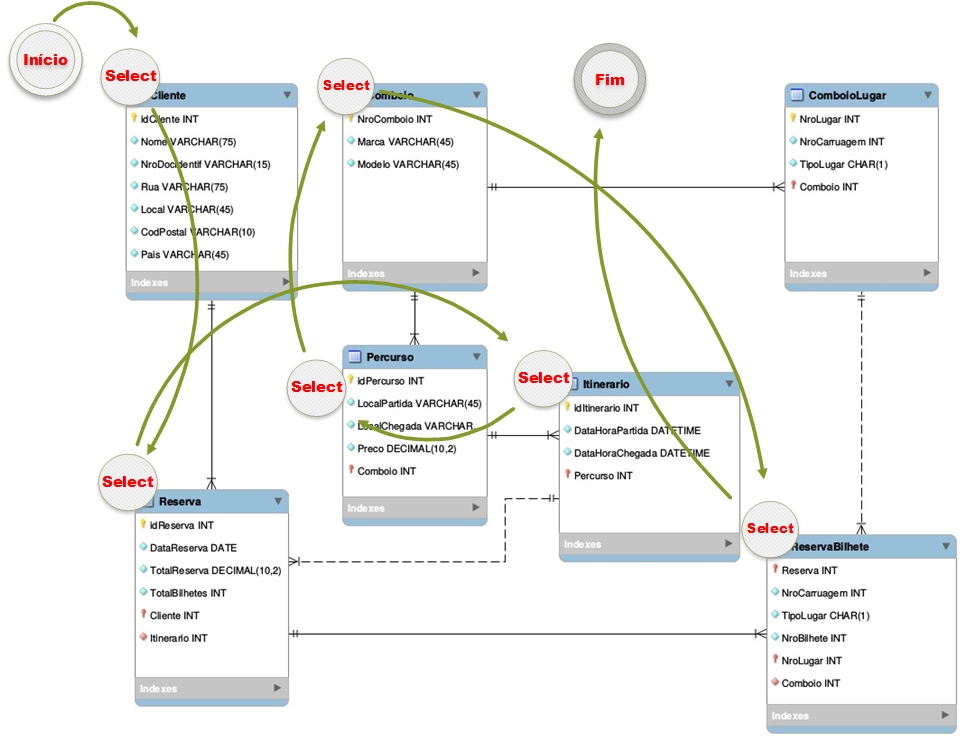 Início
Select
Cliente
idCliente INT
Nome VARCHAR(75)
NroDocIdentif VARCHAR(15)
Rua VARCHAR(75)
Local VARCHAR(45)
CodPostal VARCHAR(10)
Pais VARCHAR(45)
Indexes
Select
Comboio
NroComboio INT
Marca VARCHAR(45)
Modelo VARCHAR(45)
Indexes
Fim
ComboioLugar
NroLugar INT
NroCarruagem INT
TipoLugar CHAR(1)
Comboio INT
Indexes
Select
Percurso
idPercurso INT
LocalPartida VARCHAR(45)
LocalChegada VARCHAR...
Preco DECIMAL(10,2)
Comboio INT
Indexes
Select
Itinerario
idItinerario INT
DataHoraPartida DATETIME
DataHoraChegada DATETIME
Percurso INT
Indexes
Select
Reserva
idReserva INT
DataReserva DATE
TotalReserva DECIMAL(10,2)
TotalBilhetes INT
Cliente INT
Itinerario INT
Indexes
Select
ReservaBilhete
Reserva INT
NroCarruagem INT
TipoLugar CHAR(1)
NroBilhete INT
NroLugar INT
Comboio INT
Indexes